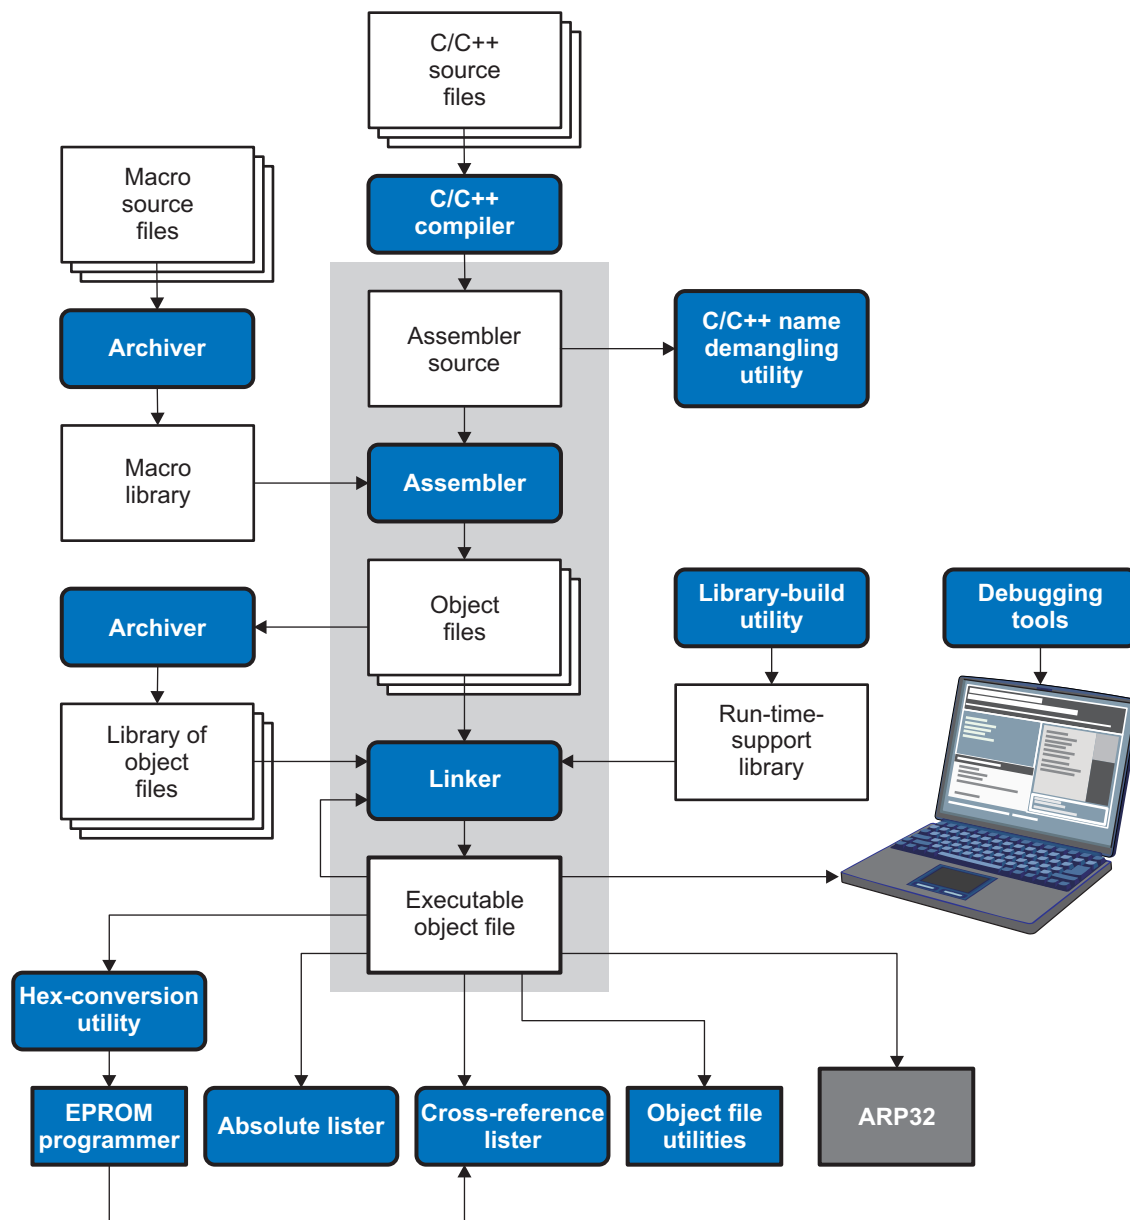 C/C++
source
files
Macro
source
files
C/C++
compiler
Archiver
Assembler
source
C/C++ name
demangling
utility
Macro
library
Assembler
Archiver
Object
files
Library-build
utility
Debugging
tools
Library of
object
files
Linker
Run-time-
support
library
Executable
object file
Hex-conversion
utility
EPROM
programmer
Absolute lister
Cross-reference
lister
Object file
utilities
ARP32